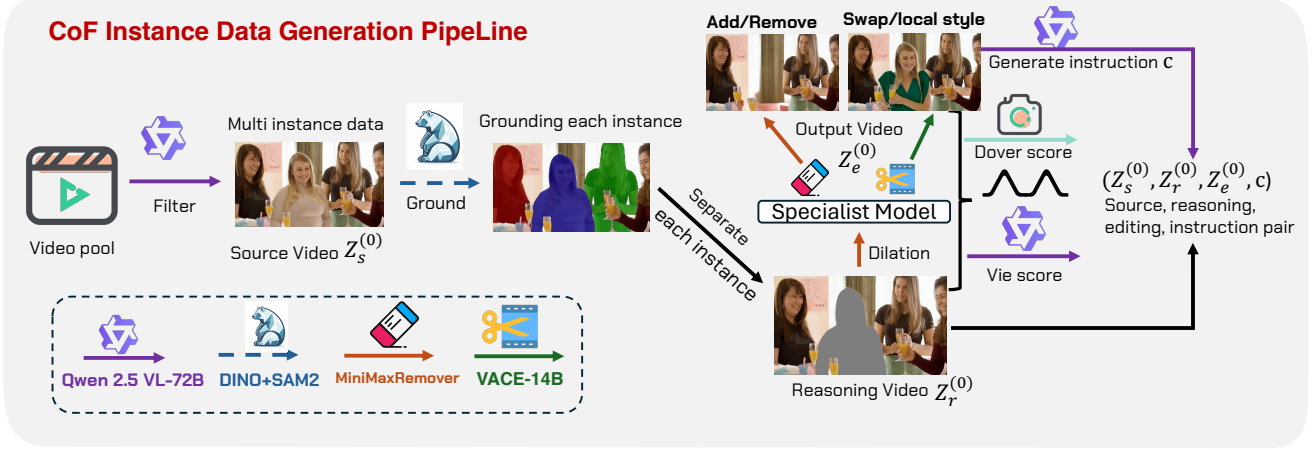 CoF Instance Data Generation PipeLine
Video pool
Filter
Multi instance data
Source Video Z_s^{(0)}
Ground
Grounding each instance
Separate
each instance
Add/Remove
Swap/local style
Output Video
Z_e^{(0)}
Specialist Model
Dilation
Reasoning Video Z_r^{(0)}
Generate instruction c
Dover score
Vie score
(Z_s^{(0)}, Z_r^{(0)}, Z_e^{(0)}, c)
Source, reasoning,
editing, instruction pair
Qwen 2.5 VL-72B
DINO+SAM2
MiniMaxRemover
VACE-14B